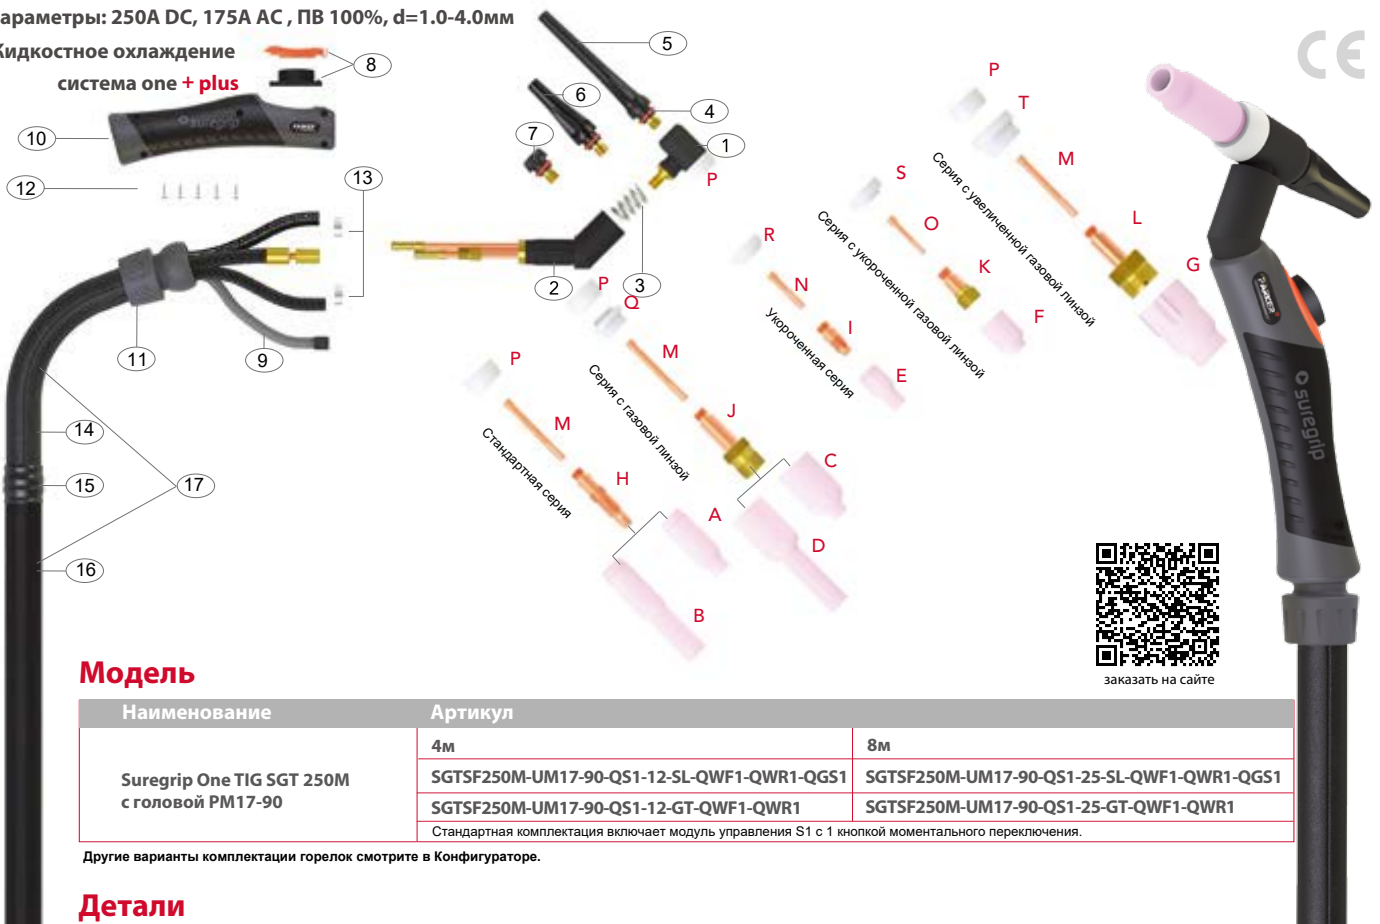 араметры: 250A DC, 175A AC , ПВ 100%, d=1.0-4.0мм
Жидкостное охлаждение
система one + plus
CE
5
8
6
4
7
1
10
P
P
T
M
12
13
S
L
O
R
K
G
N
2
3
P
Q
I
F
11
9
P
M
E
M
J
14
H
C
15
17
A
D
16
B
Серия с увеличенной газовой линзой
Серия с укороченной газовой линзой
Укороченная серия
Серия с газовой линзой
Стандартная серия
suregrip
PARKER
suregrip
заказать на сайте
Модель
Наименование Артикул
4м 8м
Suregrip One TIG SGT 250M
с головой PM17-90
SGTSF250M-UM17-90-QS1-12-SL-QWF1-QWR1-QGS1 SGTSF250M-UM17-90-QS1-25-SL-QWF1-QWR1-QGS1
SGTSF250M-UM17-90-QS1-12-GT-QWF1-QWR1 SGTSF250M-UM17-90-QS1-25-GT-QWF1-QWR1
Стандартная комплектация включает модуль управления S1 с 1 кнопкой моментального переключения.
Другие варианты комплектации горелок смотрите в Конфигураторе.
Детали